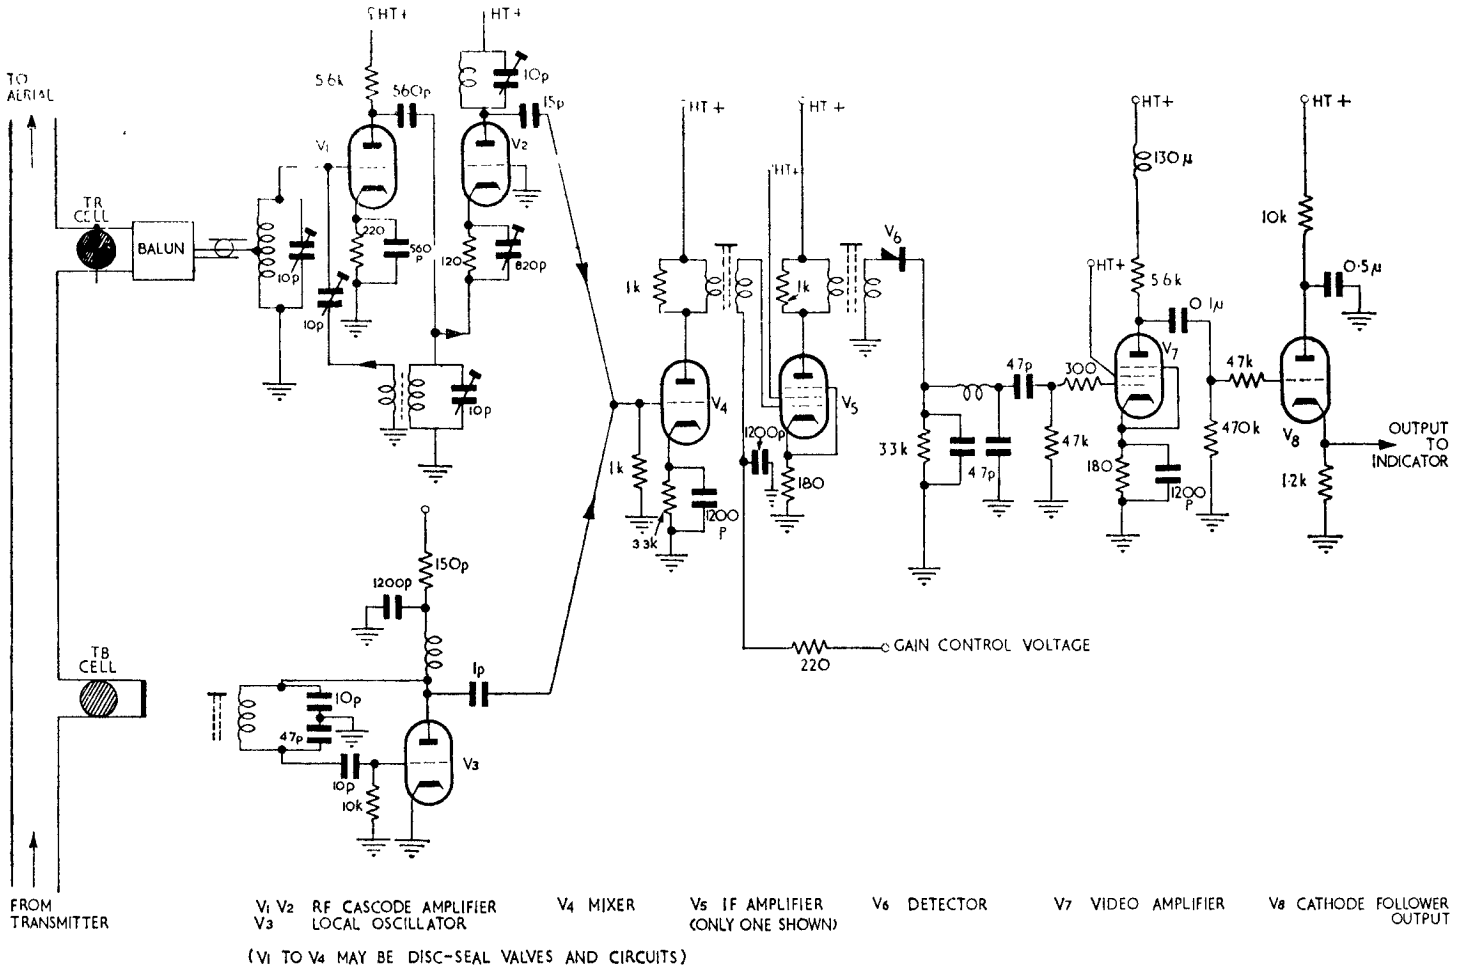 TO
AERIAL
TR
CELL
BALUN
10p
HT+
5.6k
560p
V1
220
560
p
10p
HT+
10p
15p
V2
120
820p
10p
HT+
1k
V4
1k
33k
1200
p
HT+
HT+
1k
V5
1200p
180
V6
33k
47p
47p
47k
300
HT+
HT+
130μ
56k
0.1μ
V7
180
1200
p
47k
470k
HT+
10k
0.5μ
V8
1.2k
OUTPUT
TO
INDICATOR
GAIN CONTROL VOLTAGE
220
150p
1200p
1p
TB
CELL
10p
47p
10p
10k
V3
FROM
TRANSMITTER
V1 V2 RF CASCODE AMPLIFIER
V3 LOCAL OSCILLATOR
V4 MIXER
V5 IF AMPLIFIER
(ONLY ONE SHOWN)
V6 DETECTOR
V7 VIDEO AMPLIFIER
V8 CATHODE FOLLOWER
OUTPUT
(V1 TO V4 MAY BE DISC-SEAL VALVES AND CIRCUITS)